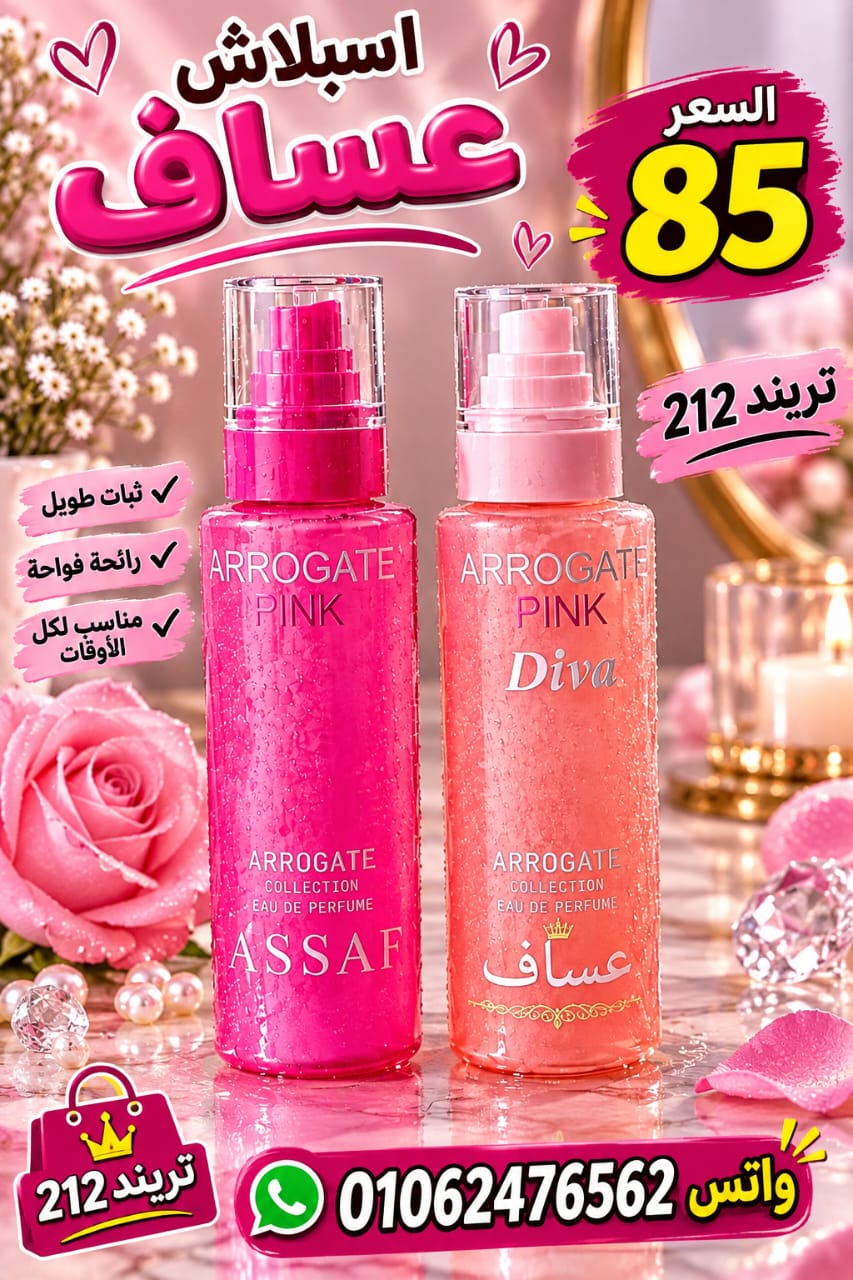 اسبلاش
عساف
السعر
85
تريند 212
ثبات طويل ✓
رائحة فواحة ✓
مناسب لكل ✓
الأوقات
ARROGATE
PINK
ARROGATE
COLLECTION
EAU DE PERFUME
ASSAF
ARROGATE
PINK
Diva
ARROGATE
COLLECTION
EAU DE PERFUME
عساف
تريند 212
واتس 01062476562